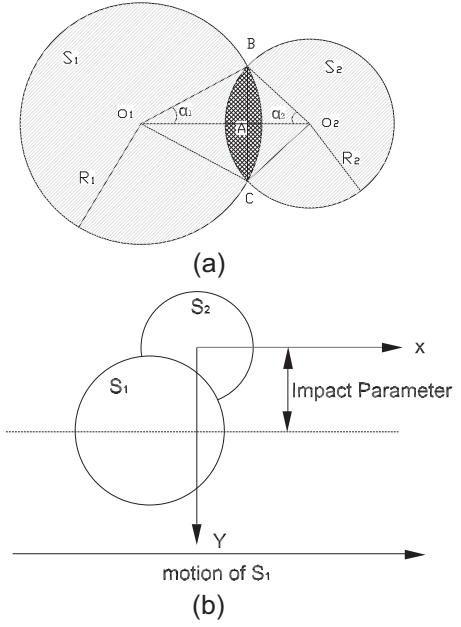 S₁
B
S₂
O₁
α₁
A
α₂
O₂
R₁
R₂
C
(a)
S₂
x
S₁
Impact Parameter
Y
motion of S₁
(b)